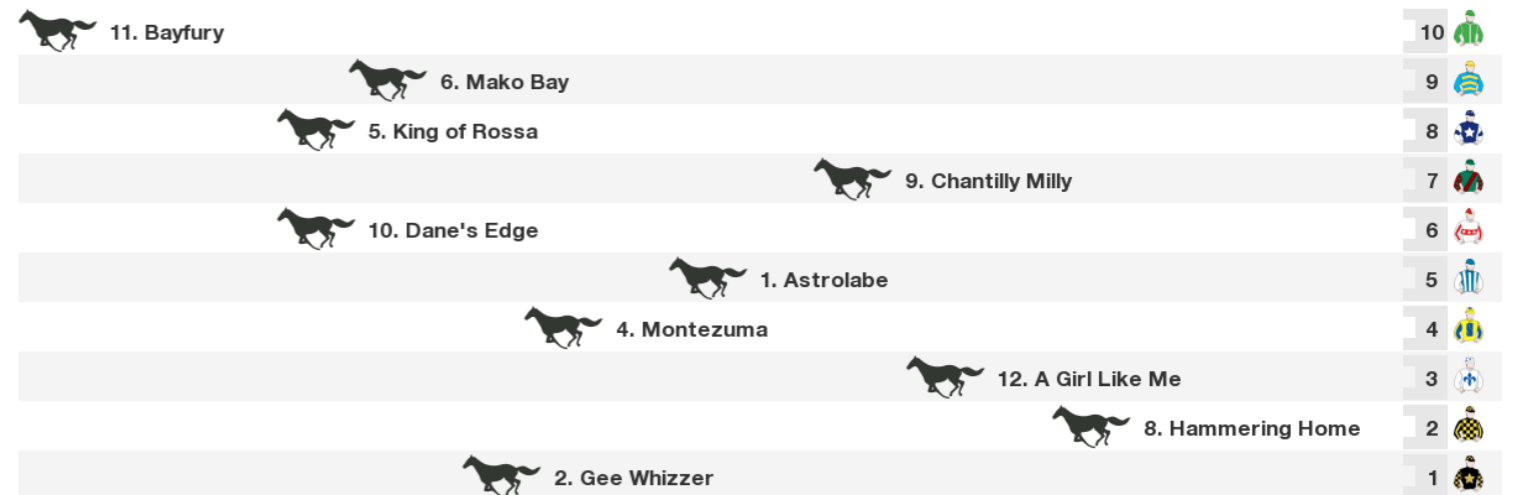 11. Bayfury 10
6. Mako Bay 9
5. King of Rossa 8
9. Chantilly Milly 7
10. Dane's Edge 6
1. Astrolabe 5
4. Montezuma 4
12. A Girl Like Me 3
8. Hammering Home 2
2. Gee Whizzer 1